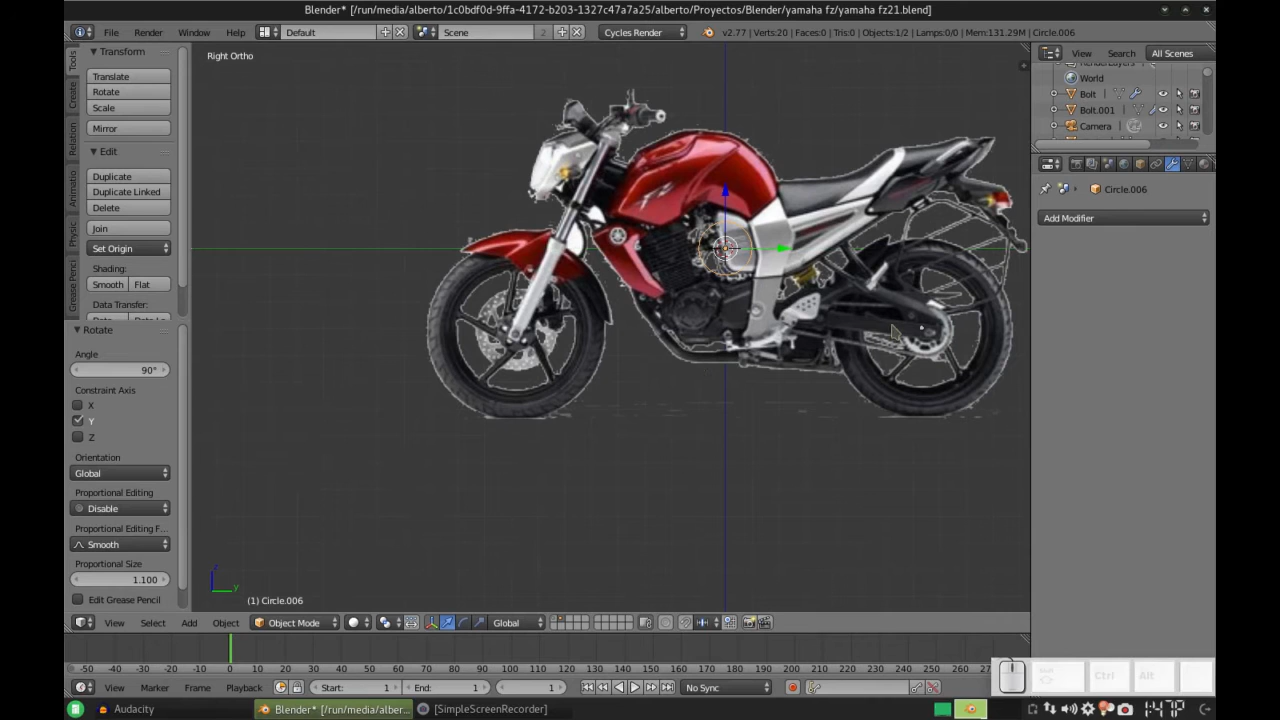 Blender* [/run/media/alberto/1c0bdf0d-9ffa-4172-b203-1327c47a7a25/alberto/Proyectos/Blender/yamaha fz/yamaha fz21.blend]
File Render Window Help Default Scene 2 Cycles Render v2.77 | Verts:20 | Faces:0 | Tris:0 | Objects:1/2 | Lamps:0/0 | Mem:131.29M | Circle.006
Transform
Right Ortho
View Search All Scenes
Tools
Translate
World
Rotate
Bolt
Create
Scale
Bolt.001
Camera
Mirror
Relation
Edit
Duplicate
Circle.006
Animatio
Duplicate Linked
Delete
Add Modifier
Physic
Join
Set Origin
Grease Penci
Shading:
Smooth Flat
Data Transfer:
Rotate
Angle
90°
Constraint Axis
X
Y
Z
Orientation
Global
Proportional Editing
Disable
Proportional Editing F...
Smooth
Proportional Size
1.100
z
y
Edit Grease Pencil
(1) Circle.006
View Select Add Object Object Mode Global
-50 -40 -30 -20 -10 0 10 20 30 40 50 60 70 80 90 100 110 120 130 140 150 160 170 180 190 200 210 220 230 240 250
Ctrl Alt
View Marker Frame Playback Start: 1 End: 1 1 No Sync
Audacity Blender* [/run/media/alber... [SimpleScreenRecorder]